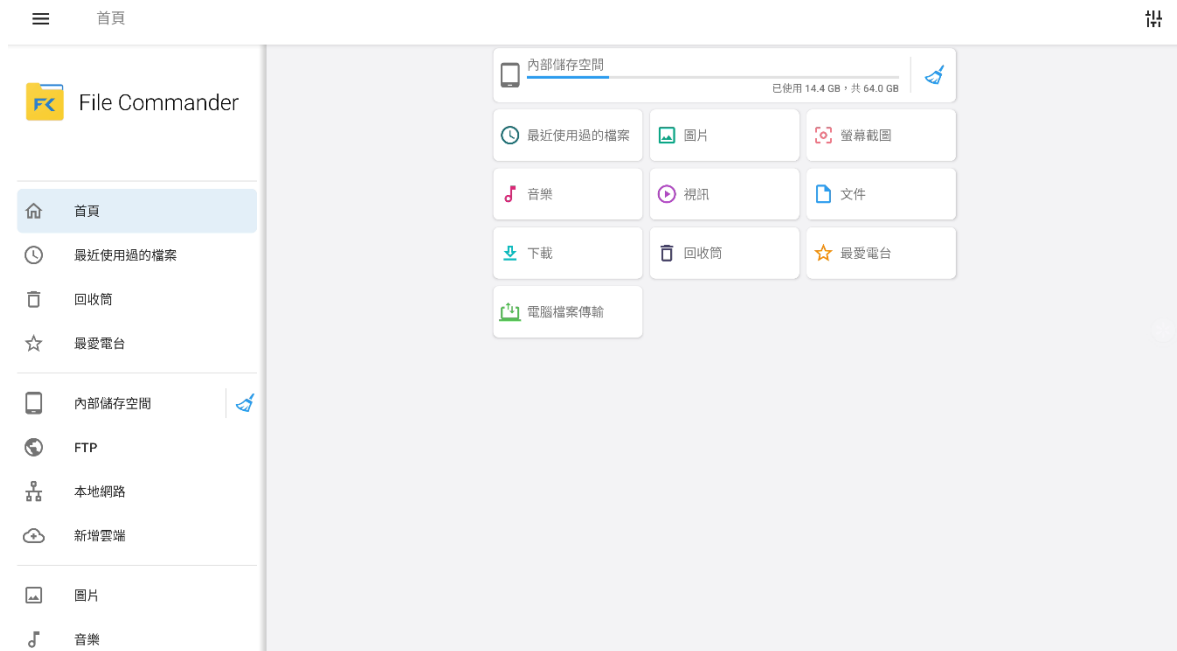 首頁
File Commander
首頁
最近使用過的檔案
回收筒
最愛電台
內部儲存空間
FTP
本地網路
新增雲端
圖片
音樂
內部儲存空間
已使用 14.4 GB，共 64.0 GB
最近使用過的檔案
圖片
螢幕截圖
音樂
視訊
文件
下載
回收筒
最愛電台
電腦檔案傳輸